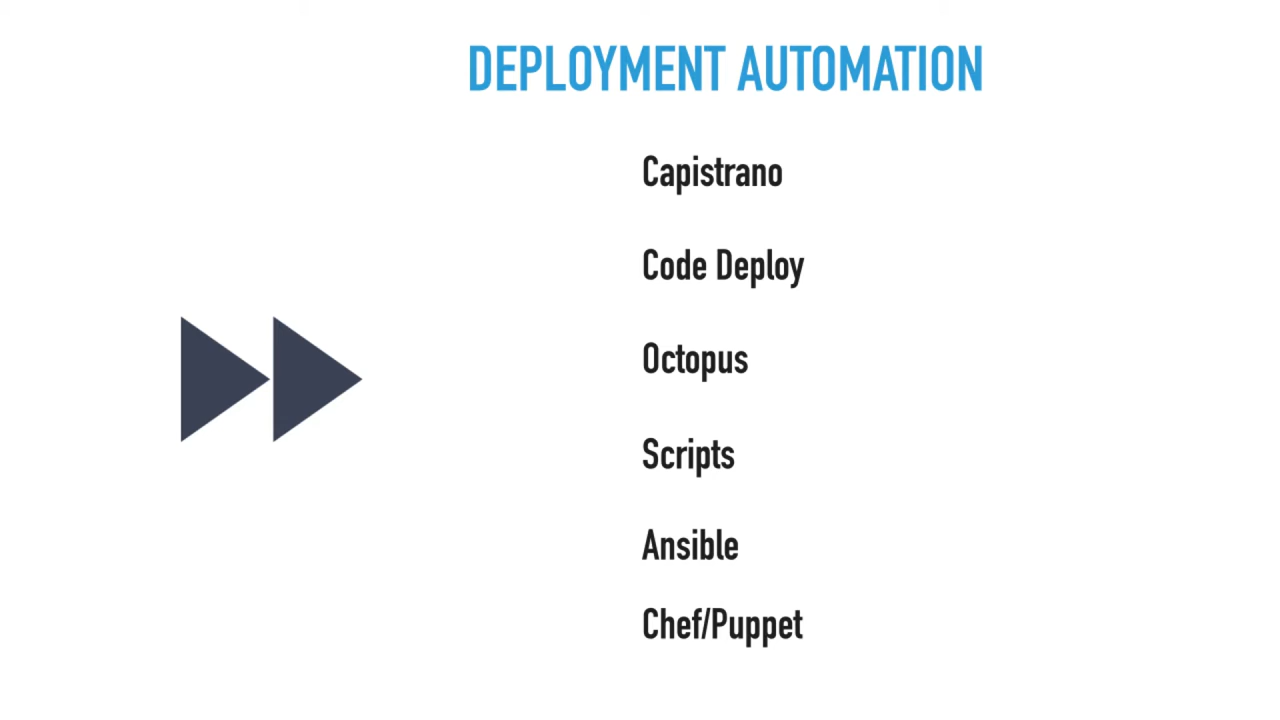 DEPLOYMENT AUTOMATION
Capistrano
Code Deploy
Octopus
Scripts
Ansible
Chef/Puppet